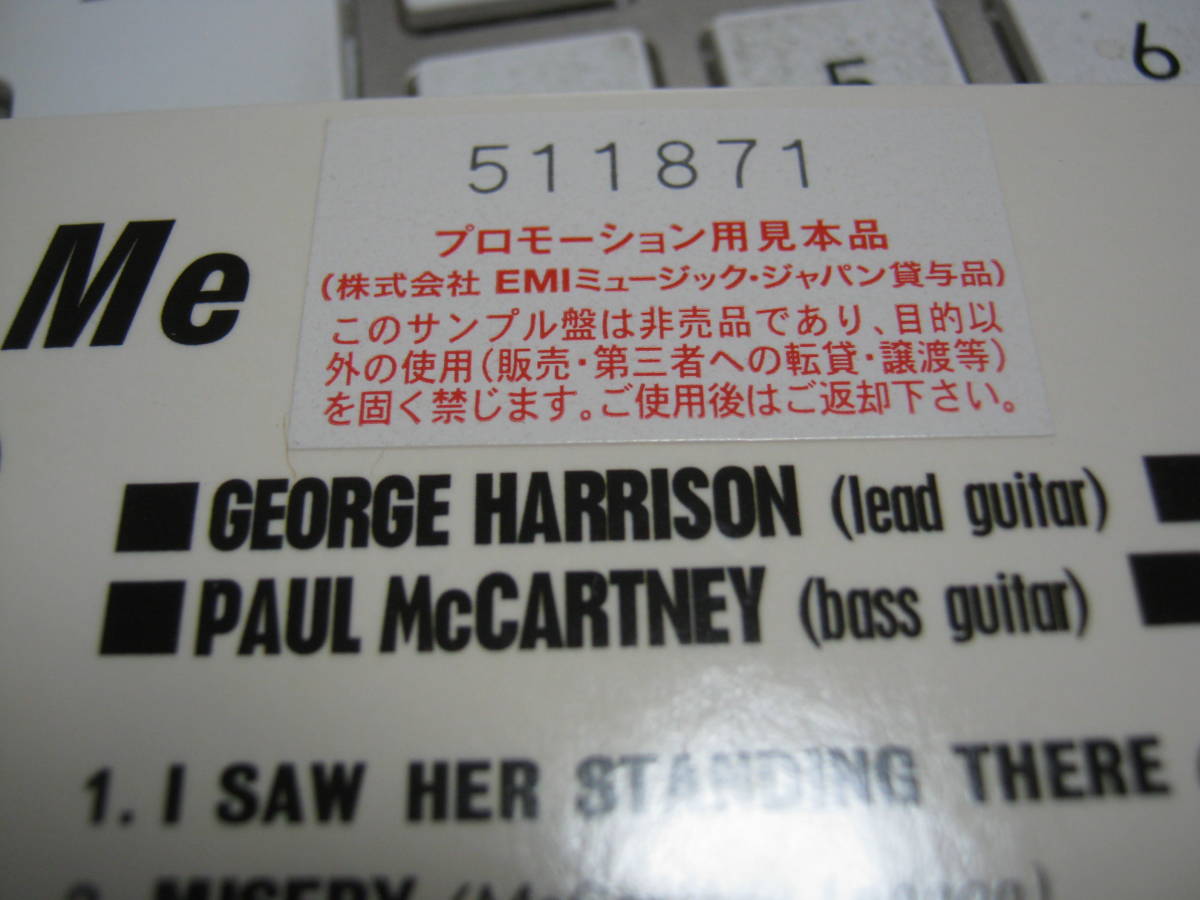 5
6
511871
プロモーション用見本品
(株式会社 EMIミュージック・ジャパン貸与品)
このサンプル盤は非売品であり、目的以
外の使用(販売・第三者への転貸・譲渡等)
を固く禁じます。ご使用後はご返却下さい。
Me
■ GEORGE HARRISON (lead guitar)
■ PAUL McCARTNEY (bass guitar)
1. I SAW HER STANDING THERE (
2. MISERY